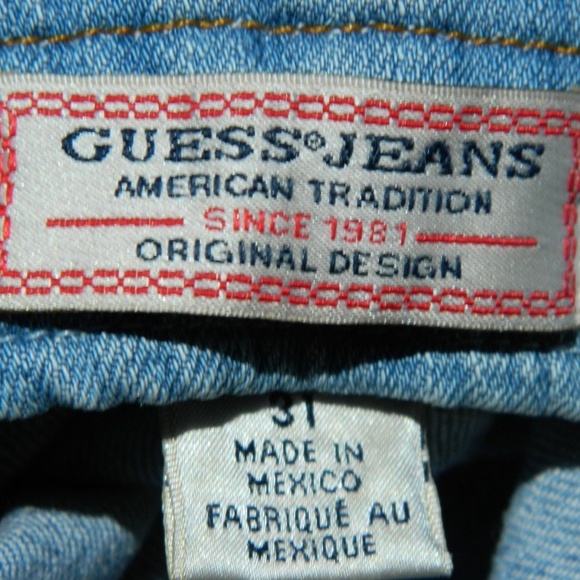 GUESS®JEANS
AMERICAN TRADITION
SINCE 1981
ORIGINAL DESIGN
31
MADE IN
MEXICO
FABRIQUÉ AU
MEXIQUE